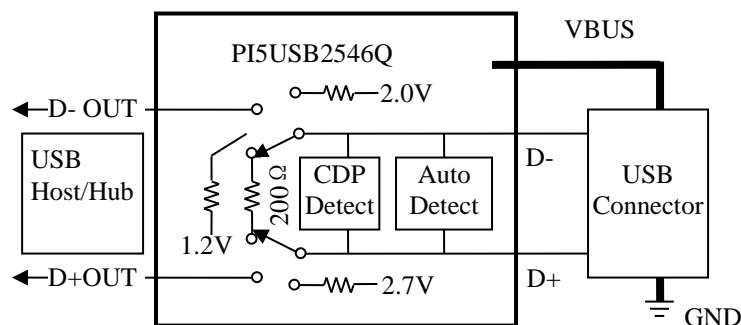 VBUS
PI5USB2546Q
2.0V
D- OUT
USB
Host/Hub
200Ω
CDP
Detect
Auto
Detect
D-
USB
Connector
1.2V
D+OUT
2.7V
D+
GND